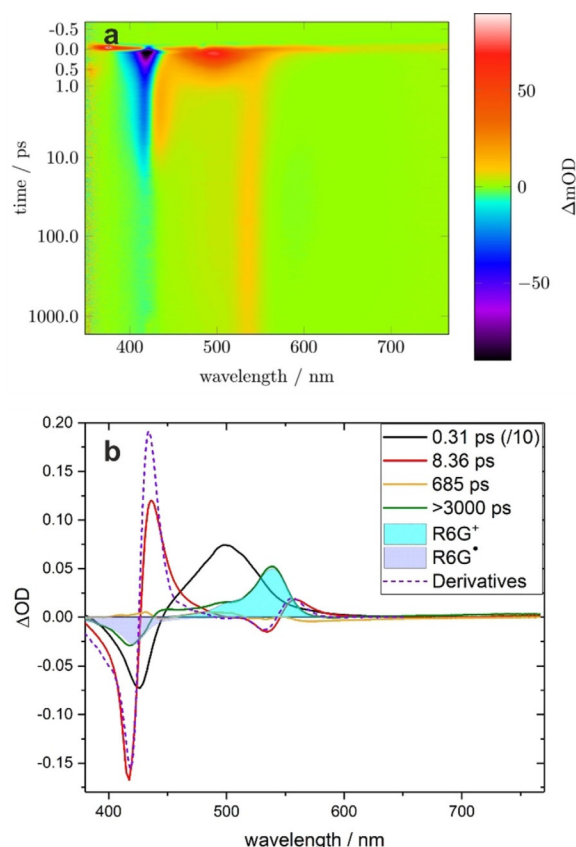 a
-0.5
0.0
0.5
1.0
10.0
100.0
1000.0
time / ps
400
500
600
700
wavelength / nm
50
0
−50
ΔmOD
b
0.20
0.15
0.10
0.05
0.00
-0.05
-0.10
-0.15
ΔOD
0.31 ps (/10)
8.36 ps
685 ps
>3000 ps
R6G⁺
R6G•
Derivatives
400
500
600
700
wavelength / nm